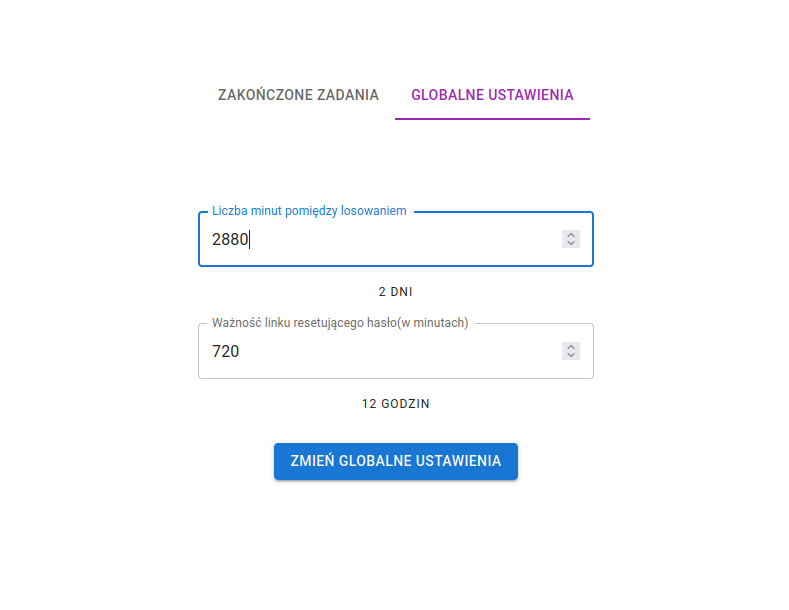 ZAKOŃCZONE ZADANIA GLOBALNE USTAWIENIA
Liczba minut pomiędzy losowaniem
2880
2 DNI
Ważność linku resetującego hasło(w minutach)
720
12 GODZIN
ZMIEŃ GLOBALNE USTAWIENIA